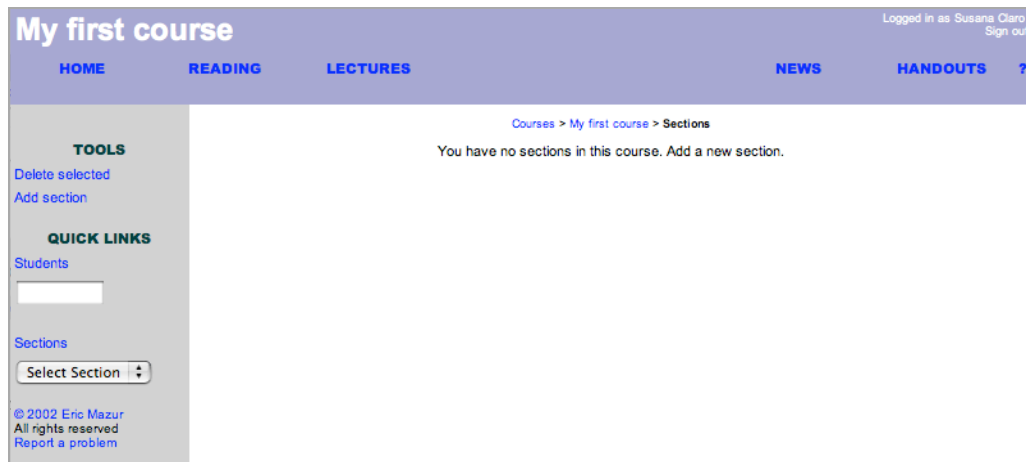 My first course
Logged in as Susana Claro
Sign out
HOME READING LECTURES NEWS HANDOUTS ?
Courses > My first course > Sections
You have no sections in this course. Add a new section.
TOOLS
Delete selected
Add section
QUICK LINKS
Students
Sections
Select Section
© 2002 Eric Mazur
All rights reserved
Report a problem